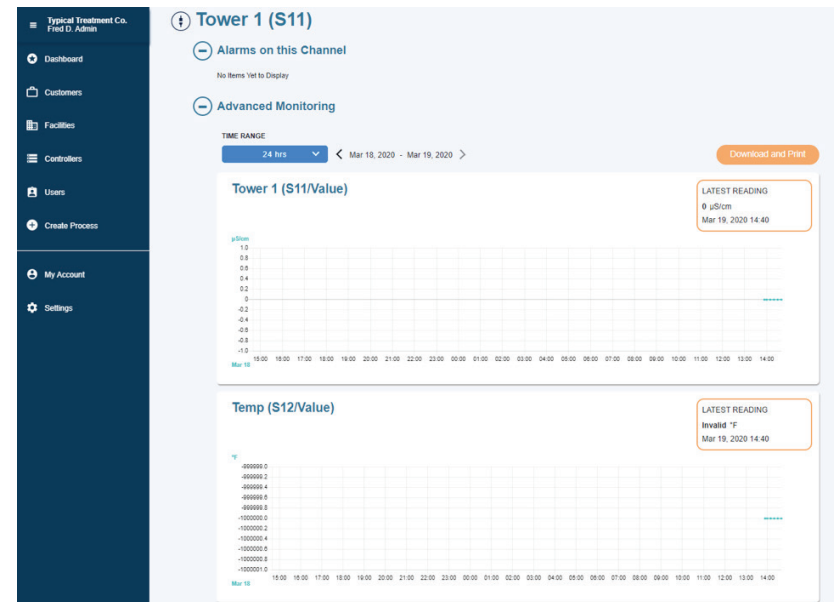 Typical Treatment Co.
Fred D. Admin
Dashboard
Customers
Facilities
Controllers
Users
Create Process
My Account
Settings
Tower 1 (S11)
Alarms on this Channel
No Items Yet to Display
Advanced Monitoring
TIME RANGE
24 hrs
Mar 18, 2020 - Mar 19, 2020
Download and Print
Tower 1 (S11/Value)
LATEST READING
0 µS/cm
Mar 19, 2020 14:40
µS/cm
1.0
0.8
0.6
0.4
0.2
0
-0.2
-0.4
-0.6
-0.8
-1.0
15:00 16:00 17:00 18:00 19:00 20:00 21:00 22:00 23:00 00:00 01:00 02:00 03:00 04:00 05:00 06:00 07:00 08:00 09:00 10:00 11:00 12:00 13:00 14:00
Mar 18
Temp (S12/Value)
LATEST READING
Invalid °F
Mar 19, 2020 14:40
°F
-999999.0
-999999.2
-999999.4
-999999.6
-999999.8
-1000000.0
-1000000.2
-1000000.4
-1000000.6
-1000000.8
-1000001.0
15:00 16:00 17:00 18:00 19:00 20:00 21:00 22:00 23:00 00:00 01:00 02:00 03:00 04:00 05:00 06:00 07:00 08:00 09:00 10:00 11:00 12:00 13:00 14:00
Mar 18